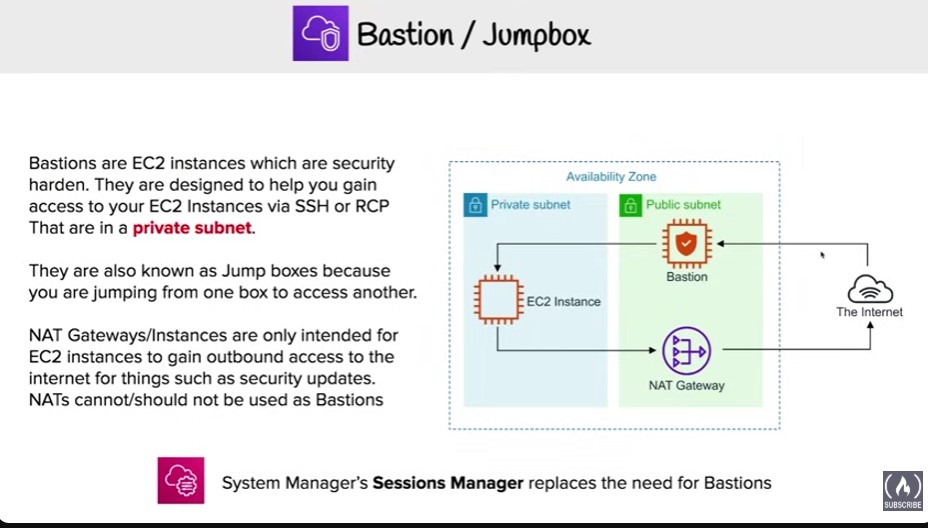 Bastion / Jumpbox
Bastions are EC2 instances which are security
harden. They are designed to help you gain
access to your EC2 Instances via SSH or RCP
That are in a private subnet.
They are also known as Jump boxes because
you are jumping from one box to access another.
NAT Gateways/Instances are only intended for
EC2 instances to gain outbound access to the
internet for things such as security updates.
NATs cannot/should not be used as Bastions
Availability Zone
Private subnet
Public subnet
Bastion
EC2 Instance
The Internet
NAT Gateway
System Manager's Sessions Manager replaces the need for Bastions
SUBSCRIBE